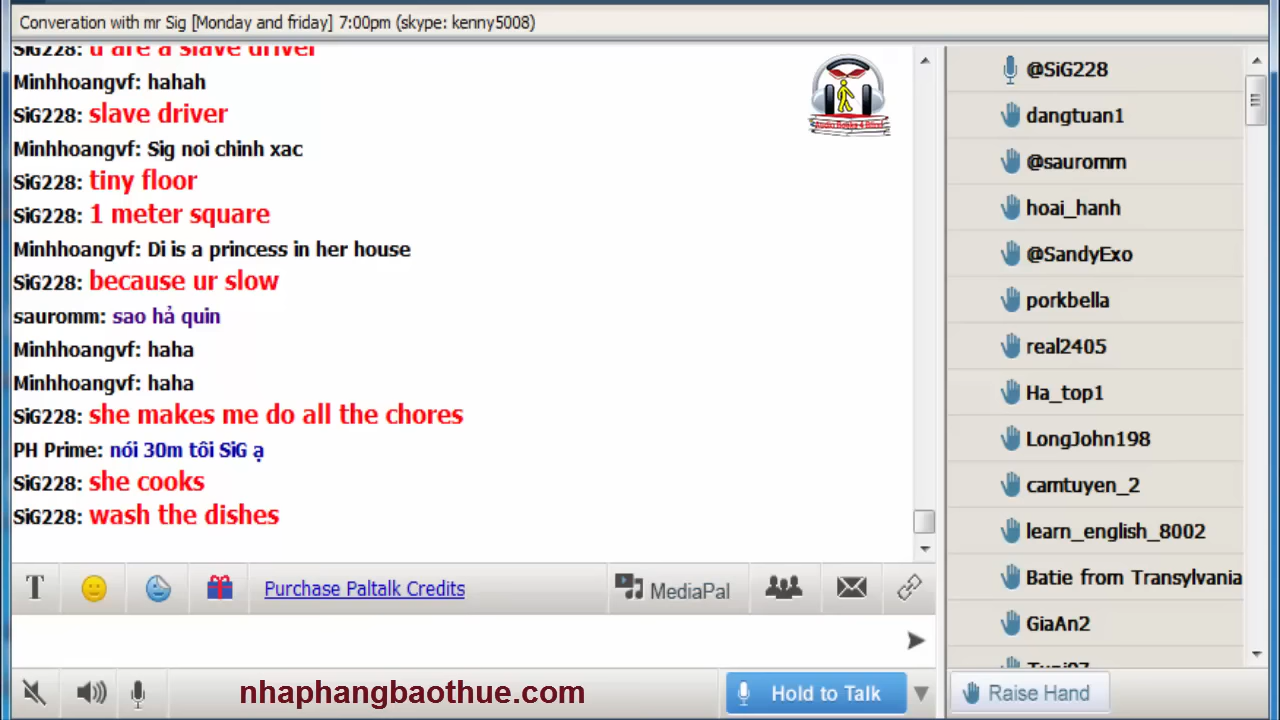 Converation with mr Sig [Monday and friday] 7:00pm (skype: kenny5008)
SiG228: u are a slave driver
Minhhoangvf: hahah
SiG228: slave driver
Minhhoangvf: Sig noi chinh xac
SiG228: tiny floor
SiG228: 1 meter square
Minhhoangvf: Di is a princess in her house
SiG228: because ur slow
sauromm: sao hả quin
Minhhoangvf: haha
Minhhoangvf: haha
SiG228: she makes me do all the chores
PH Prime: nói 30m tôi SiG ạ
SiG228: she cooks
SiG228: wash the dishes
@SiG228
dangtuan1
@sauromm
hoai_hanh
@SandyExo
porkbella
real2405
Ha_top1
LongJohn198
camtuyen_2
learn_english_8002
Batie from Transylvania
GiaAn2
T
Purchase Paltalk Credits
MediaPal
nhaphangbaothue.com
Hold to Talk
Raise Hand